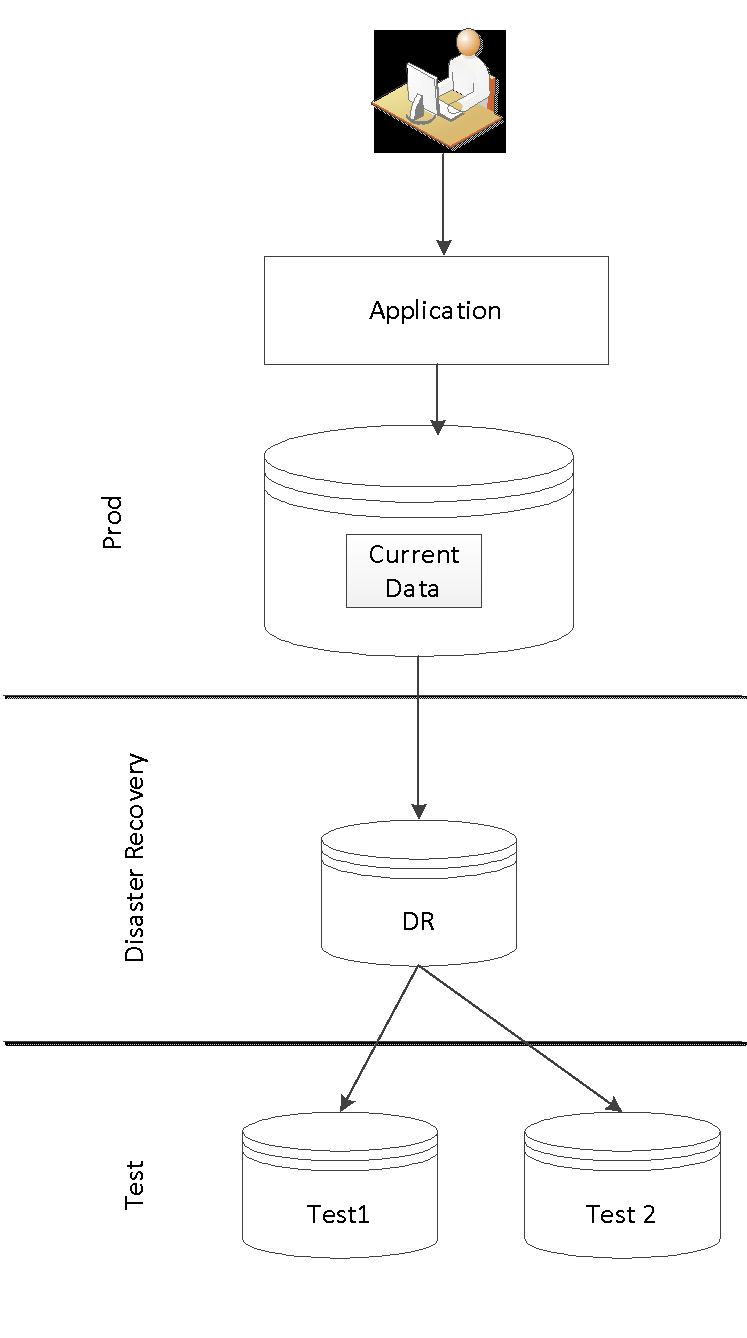 Application
Prod
Current
Data
Disaster Recovery
DR
Test
Test1
Test 2